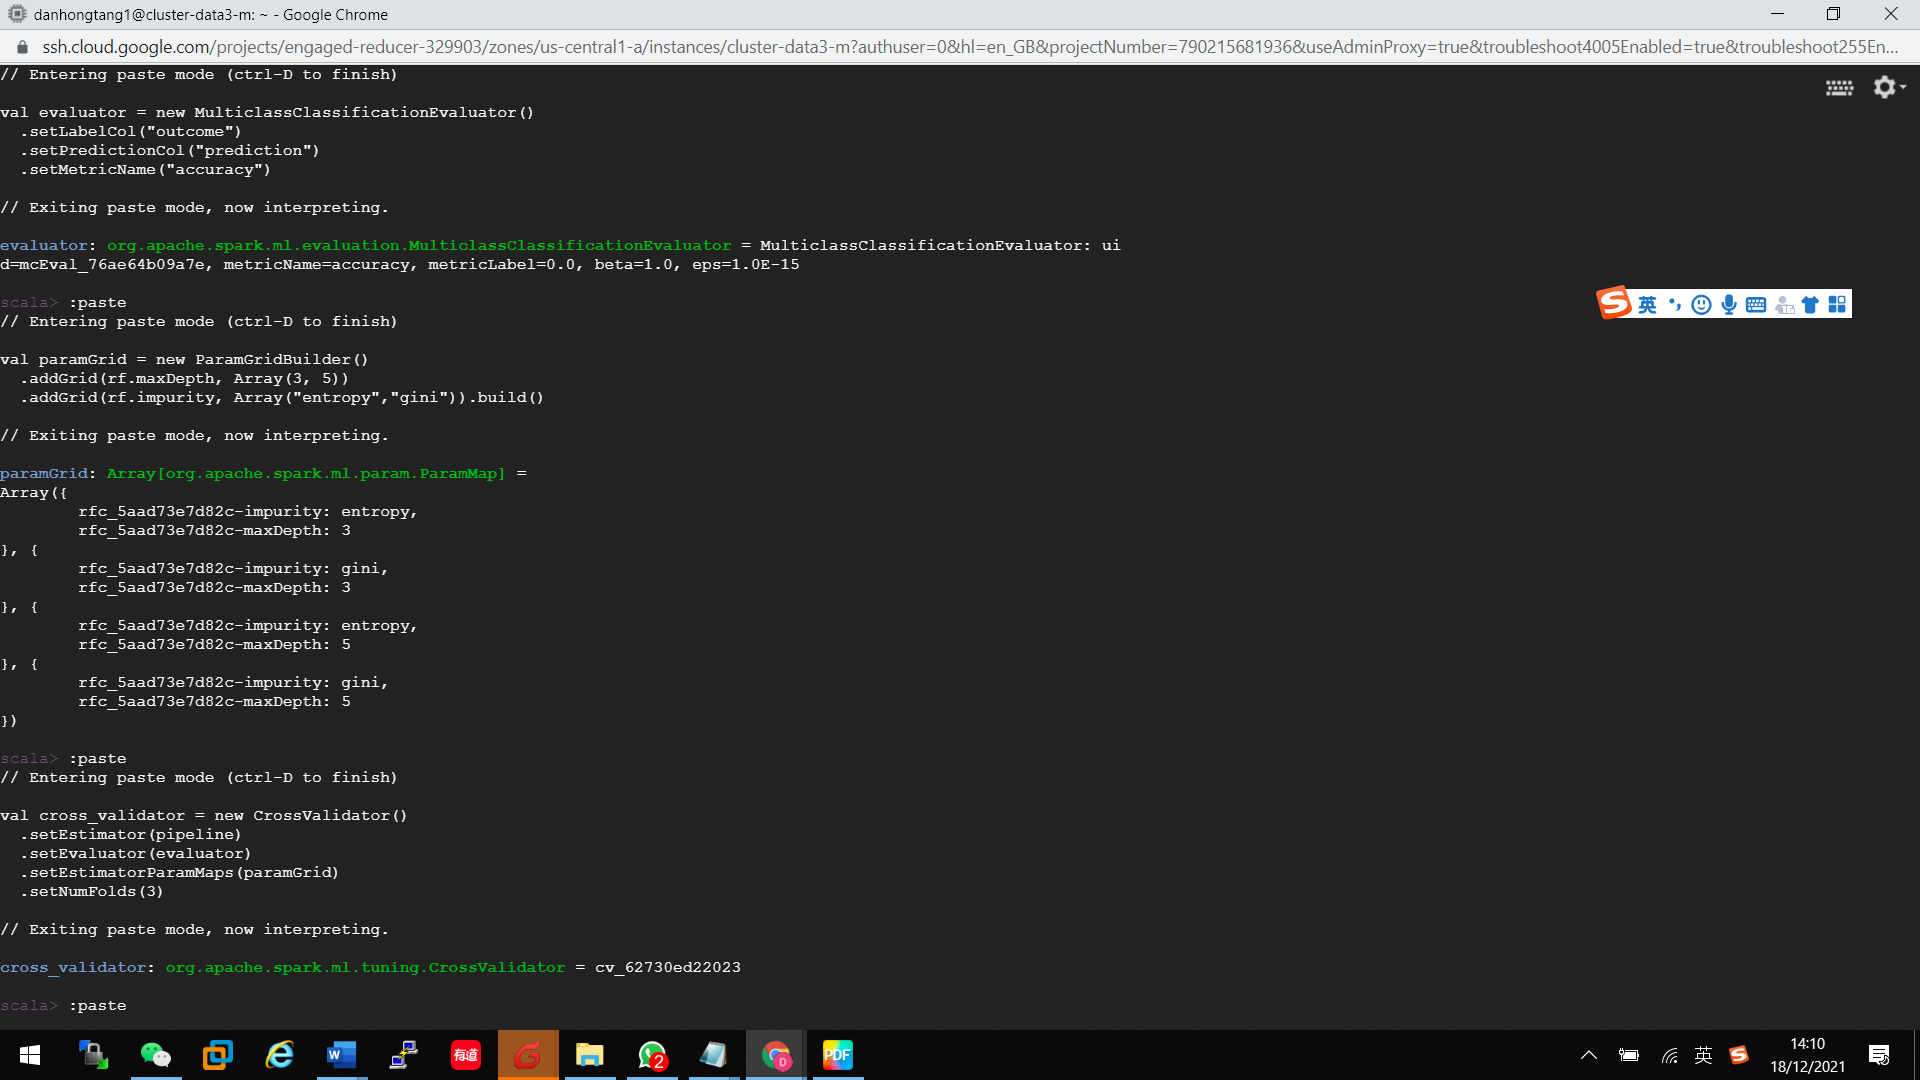 danhongtang1@cluster-data3-m: ~ - Google Chrome
ssh.cloud.google.com/projects/engaged-reducer-329903/zones/us-central1-a/instances/cluster-data3-m?authuser=0&hl=en_GB&projectNumber=790215681936&useAdminProxy=true&troubleshoot4005Enabled=true&troubleshoot255En...
// Entering paste mode (ctrl-D to finish)
val evaluator = new MulticlassClassificationEvaluator()
  .setLabelCol("outcome")
  .setPredictionCol("prediction")
  .setMetricName("accuracy")
// Exiting paste mode, now interpreting.
evaluator: org.apache.spark.ml.evaluation.MulticlassClassificationEvaluator = MulticlassClassificationEvaluator: ui
d=mcEval_76ae64b09a7e, metricName=accuracy, metricLabel=0.0, beta=1.0, eps=1.0E-15
scala> :paste
英
// Entering paste mode (ctrl-D to finish)
val paramGrid = new ParamGridBuilder()
  .addGrid(rf.maxDepth, Array(3, 5))
  .addGrid(rf.impurity, Array("entropy","gini")).build()
// Exiting paste mode, now interpreting.
paramGrid: Array[org.apache.spark.ml.param.ParamMap] =
Array({
        rfc_5aad73e7d82c-impurity: entropy,
        rfc_5aad73e7d82c-maxDepth: 3
}, {
        rfc_5aad73e7d82c-impurity: gini,
        rfc_5aad73e7d82c-maxDepth: 3
}, {
        rfc_5aad73e7d82c-impurity: entropy,
        rfc_5aad73e7d82c-maxDepth: 5
}, {
        rfc_5aad73e7d82c-impurity: gini,
        rfc_5aad73e7d82c-maxDepth: 5
})
scala> :paste
// Entering paste mode (ctrl-D to finish)
val cross_validator = new CrossValidator()
  .setEstimator(pipeline)
  .setEvaluator(evaluator)
  .setEstimatorParamMaps(paramGrid)
  .setNumFolds(3)
// Exiting paste mode, now interpreting.
cross_validator: org.apache.spark.ml.tuning.CrossValidator = cv_62730ed22023
scala> :paste
有道
2
D
PDF
英
14:10
18/12/2021